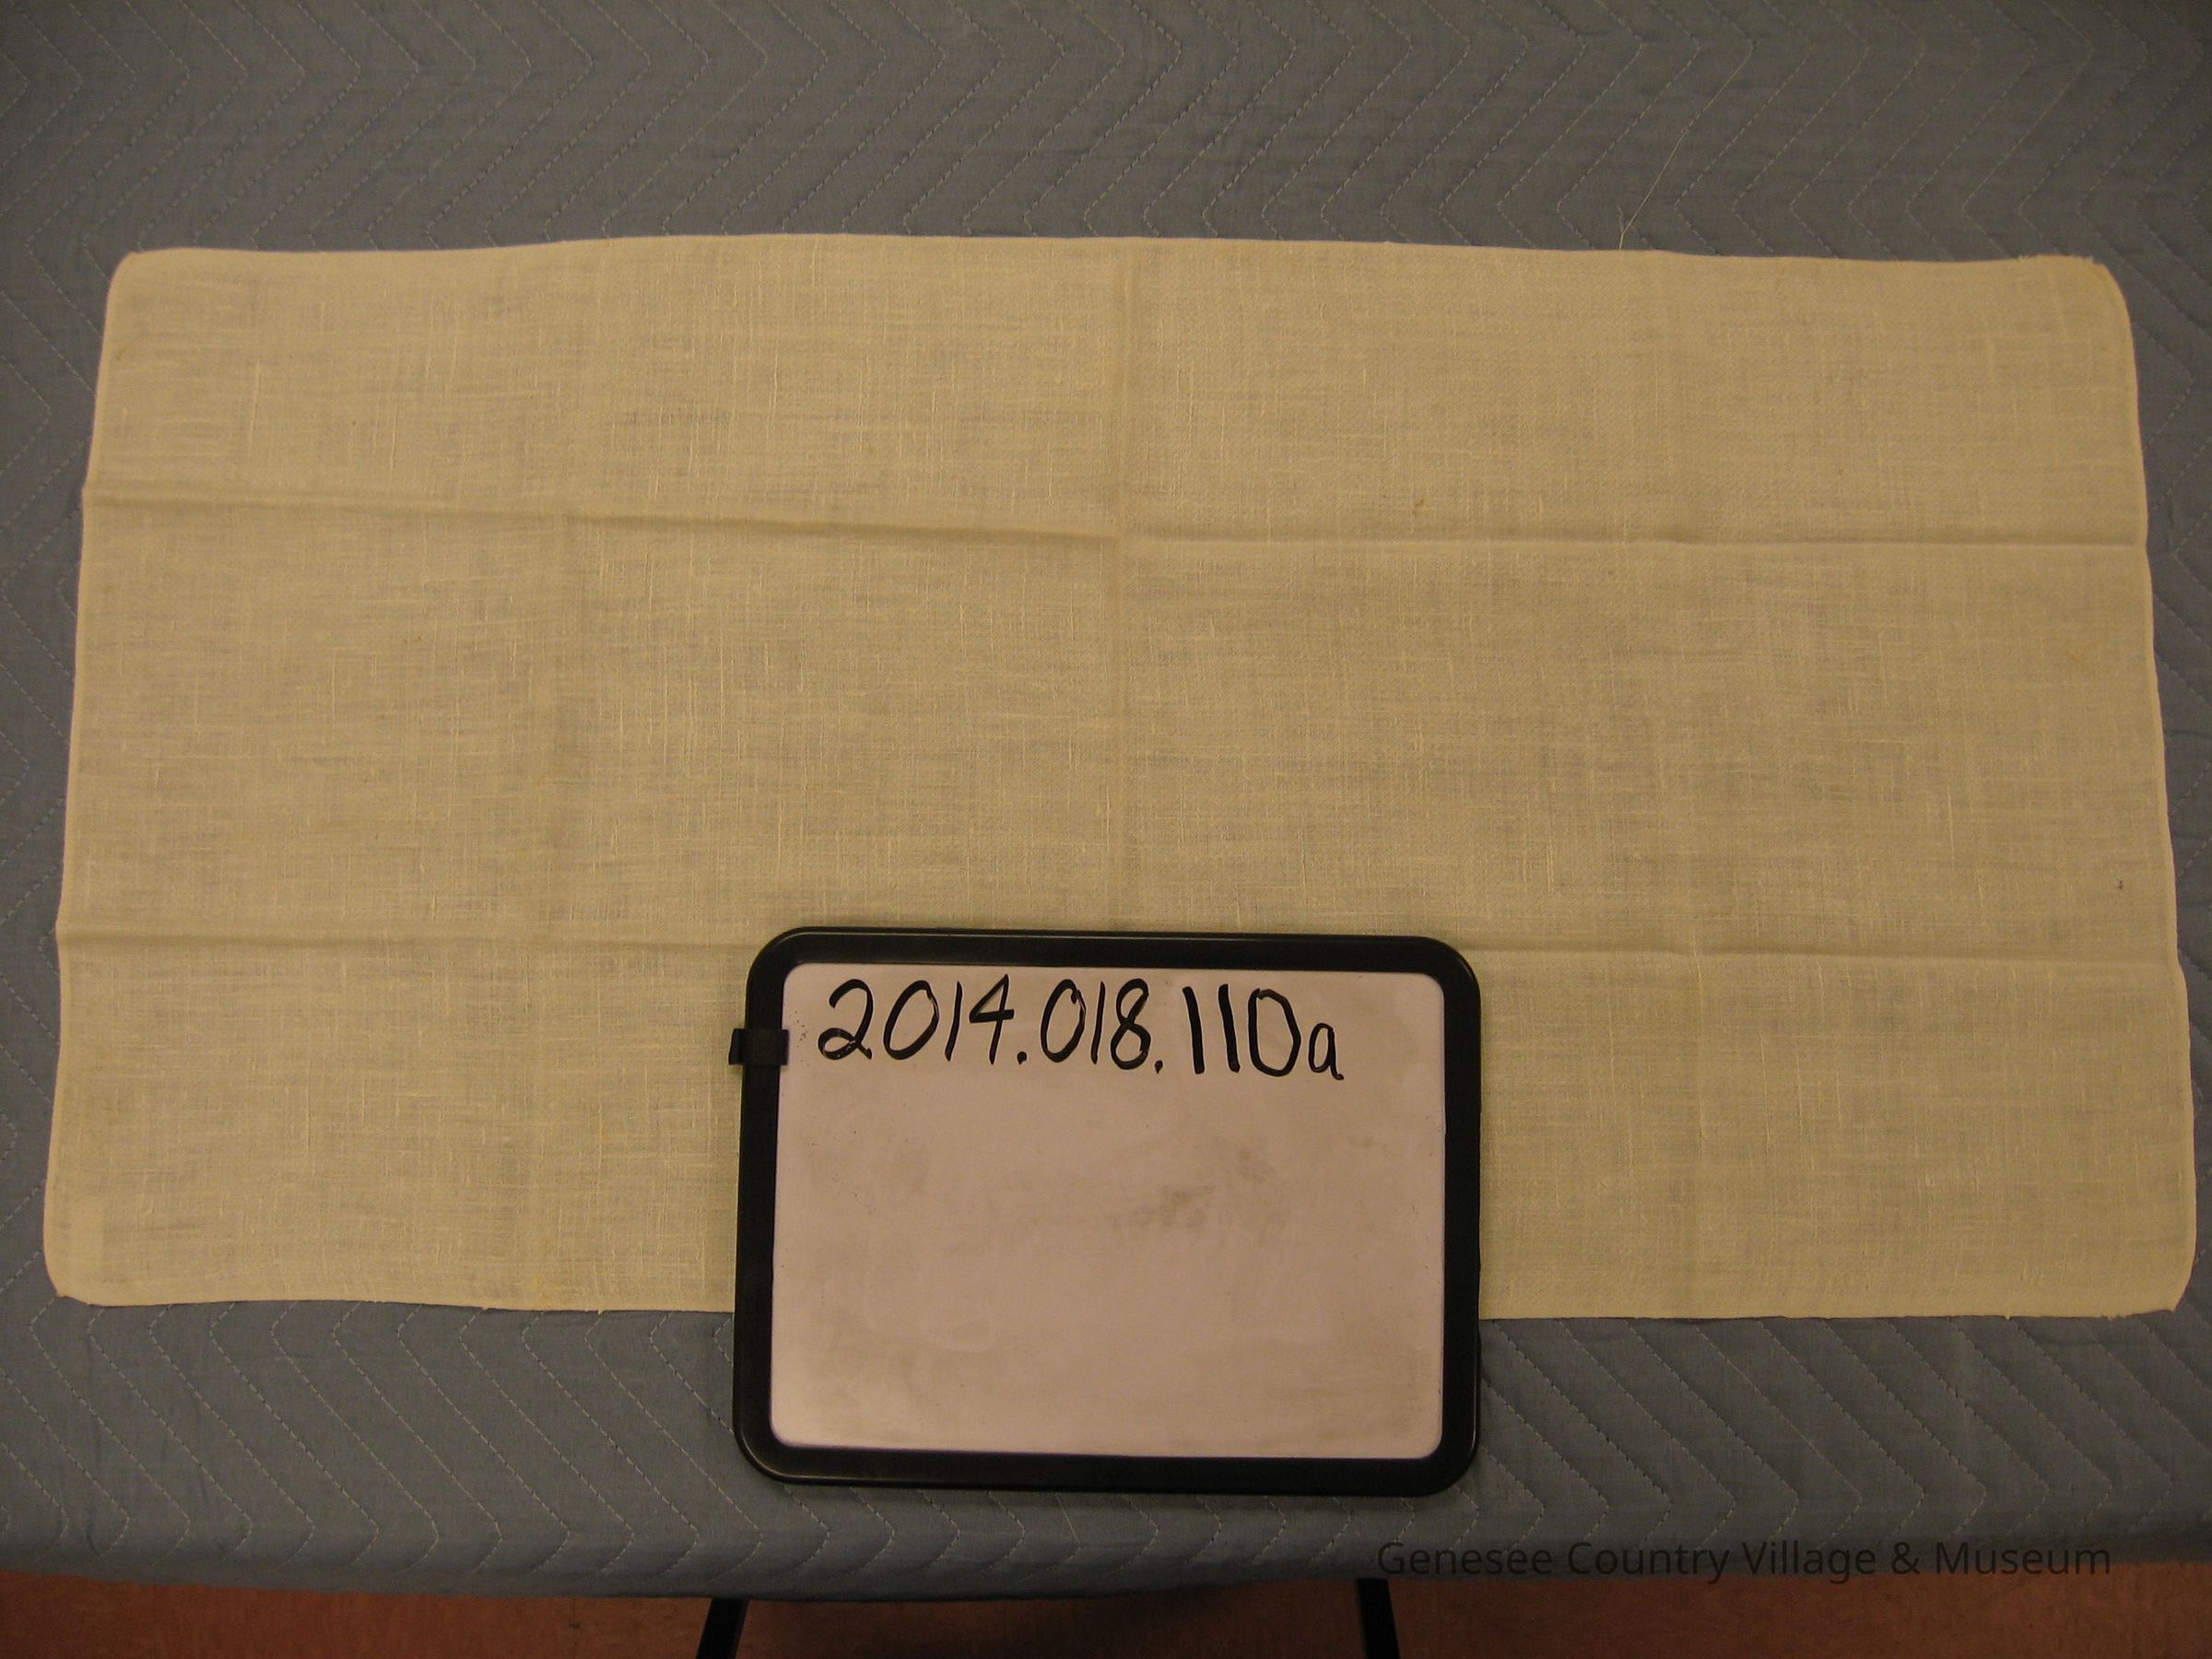 2014.018.110a
Genesee Country Village & Museum